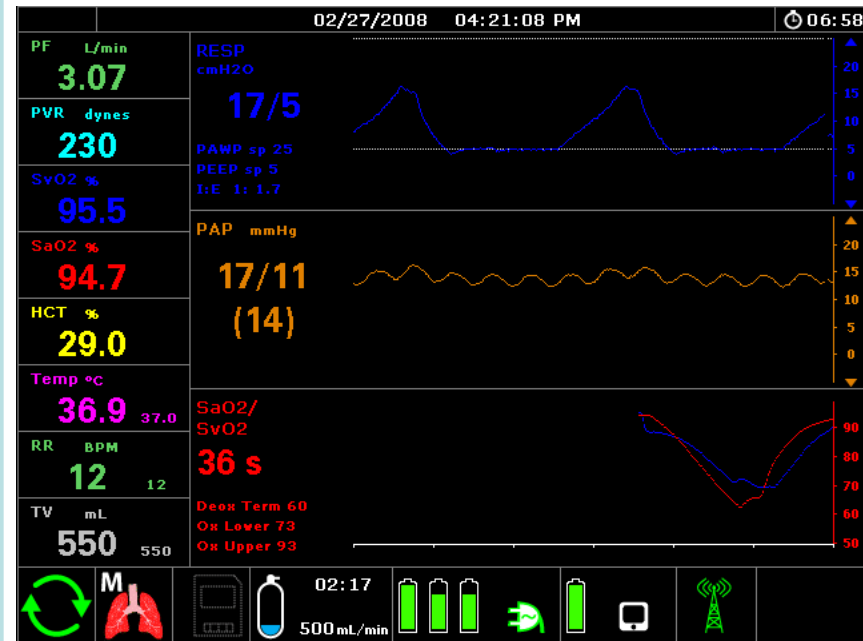 02/27/2008 04:21:08 PM
06:58
PF L/min
3.07
PVR dynes
230
SvO2 %
95.5
SaO2 %
94.7
HCT %
29.0
Temp °C
36.9 37.0
RR BPM
12 12
TV mL
550 550
RESP
cmH2O
17/5
PAWP sp 25
PEEP sp 5
I:E 1: 1.7
20
15
10
5
0
PAP mmHg
17/11
(14)
20
15
10
5
0
SaO2/
SvO2
36 s
Deox Term 60
Ox Lower 73
Ox Upper 93
90
80
70
60
50
M
02:17
500 mL/min